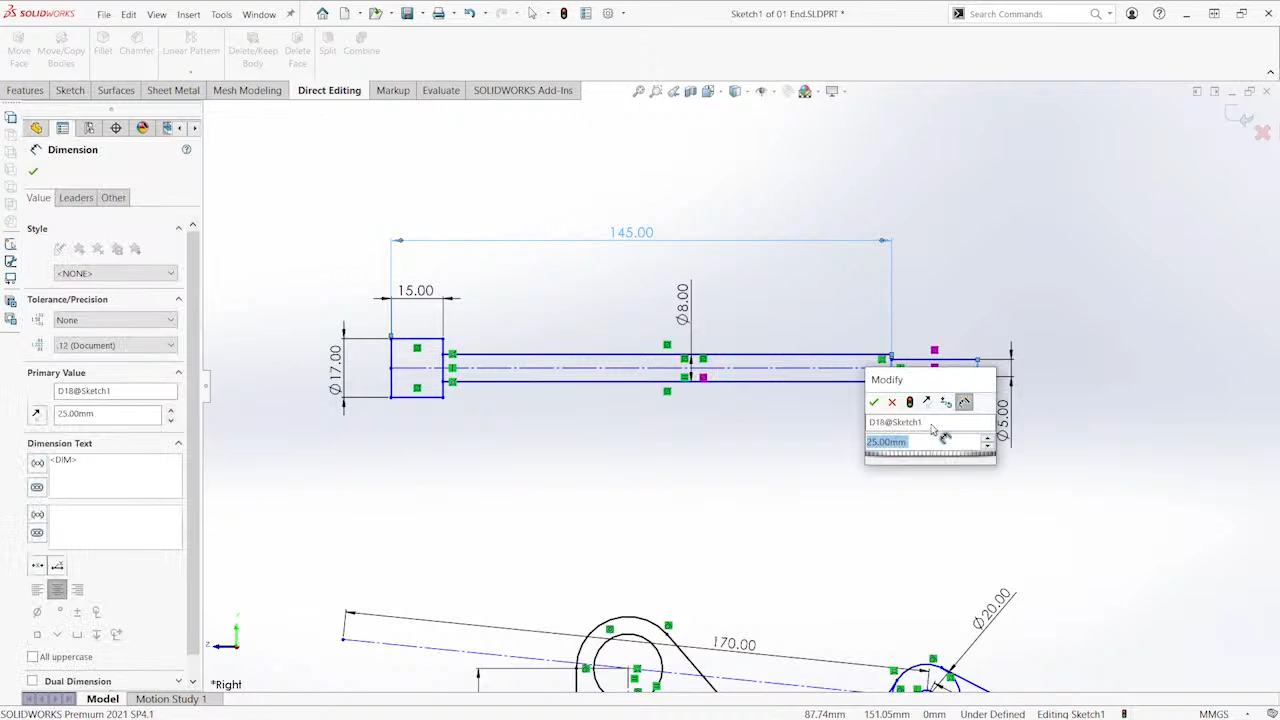 SOLIDWORKS File Edit View Insert Tools Window Sketch1 of 01 End.SLDPRT * Search Commands
Move Face Move/Copy Bodies Fillet Chamfer Linear Pattern Delete/Keep Body Delete Face Split Combine
Features Sketch Surfaces Sheet Metal Mesh Modeling Direct Editing Markup Evaluate SOLIDWORKS Add-Ins
Dimension
Value Leaders Other
Style
<NONE>
Tolerance/Precision
None
.12 (Document)
Primary Value
D18@Sketch1
25.00mm
Dimension Text
<DIM>
All uppercase
Dual Dimension
145.00
15.00
∅8.00
∅17.00
∅5.00
Modify
D18@Sketch1
25.00mm
∅20.00
170.00
*Right
Y
Z
Model Motion Study 1
SOLIDWORKS Premium 2021 SP4.1 87.74mm 151.05mm 0mm Under Defined Editing Sketch1 MMGS